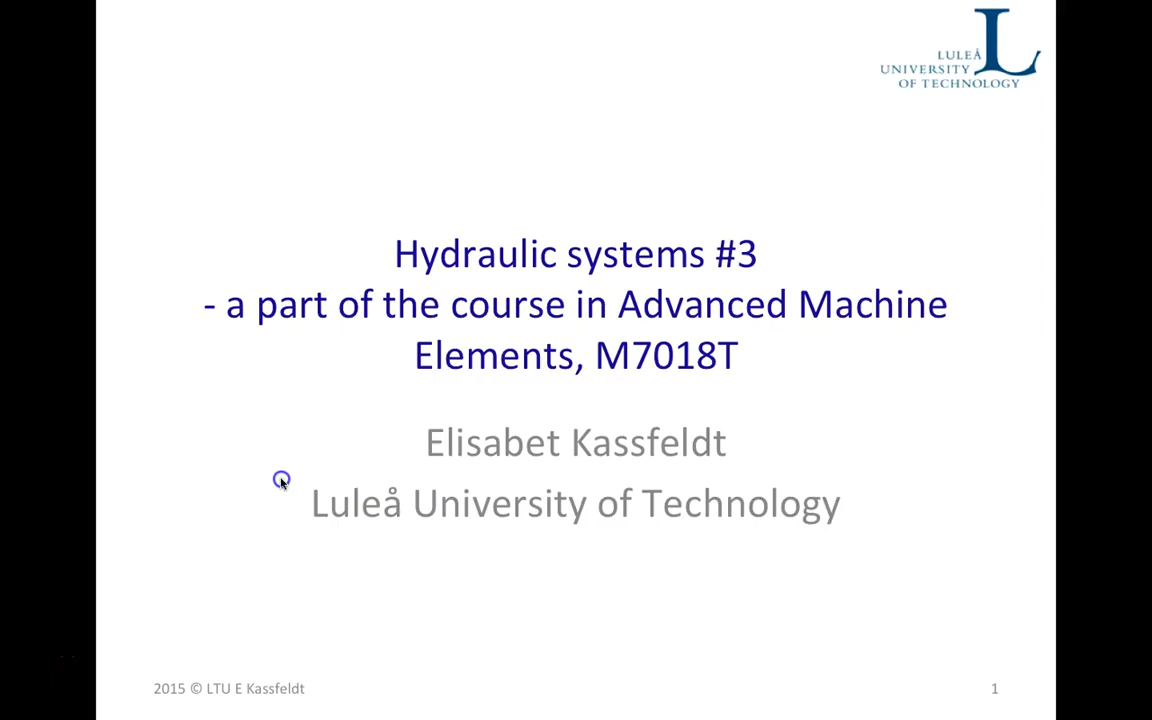 LULEÅ
UNIVERSITY
OF TECHNOLOGY
Hydraulic systems #3
- a part of the course in Advanced Machine
Elements, M7018T
Elisabet Kassfeldt
Luleå University of Technology
2015 © LTU E Kassfeldt
1